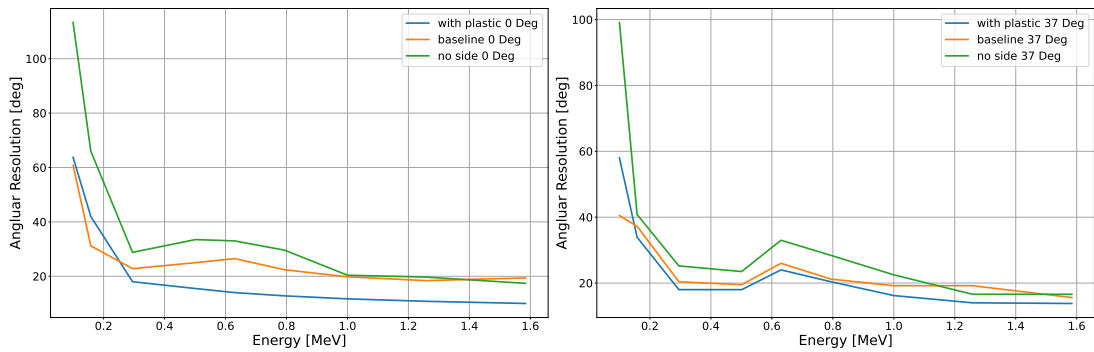 with plastic 0 Deg
baseline 0 Deg
no side 0 Deg
Angluar Resolution [deg]
100
80
60
40
20
0.2 0.4 0.6 0.8 1.0 1.2 1.4 1.6
Energy [MeV]
with plastic 37 Deg
baseline 37 Deg
no side 37 Deg
Angluar Resolution [deg]
100
80
60
40
20
0.2 0.4 0.6 0.8 1.0 1.2 1.4 1.6
Energy [MeV]